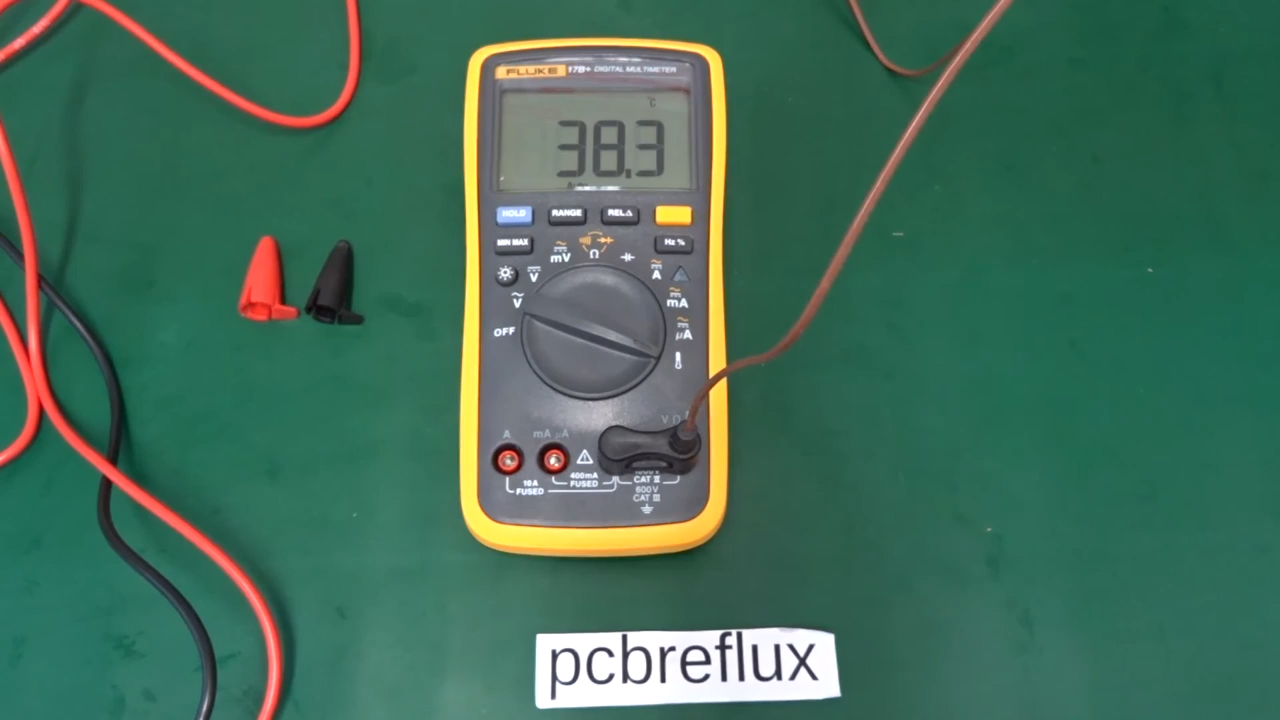 FLUKE 17B+ DIGITAL MULTIMETER
°C
38.3
HOLD RANGE REL△
MIN MAX Hz %
mV Ω
V A
V mA
OFF μA
V Ω
A mA μA
400mA
FUSED
10A
FUSED
CAT II
600V
CAT III
pcbreflux